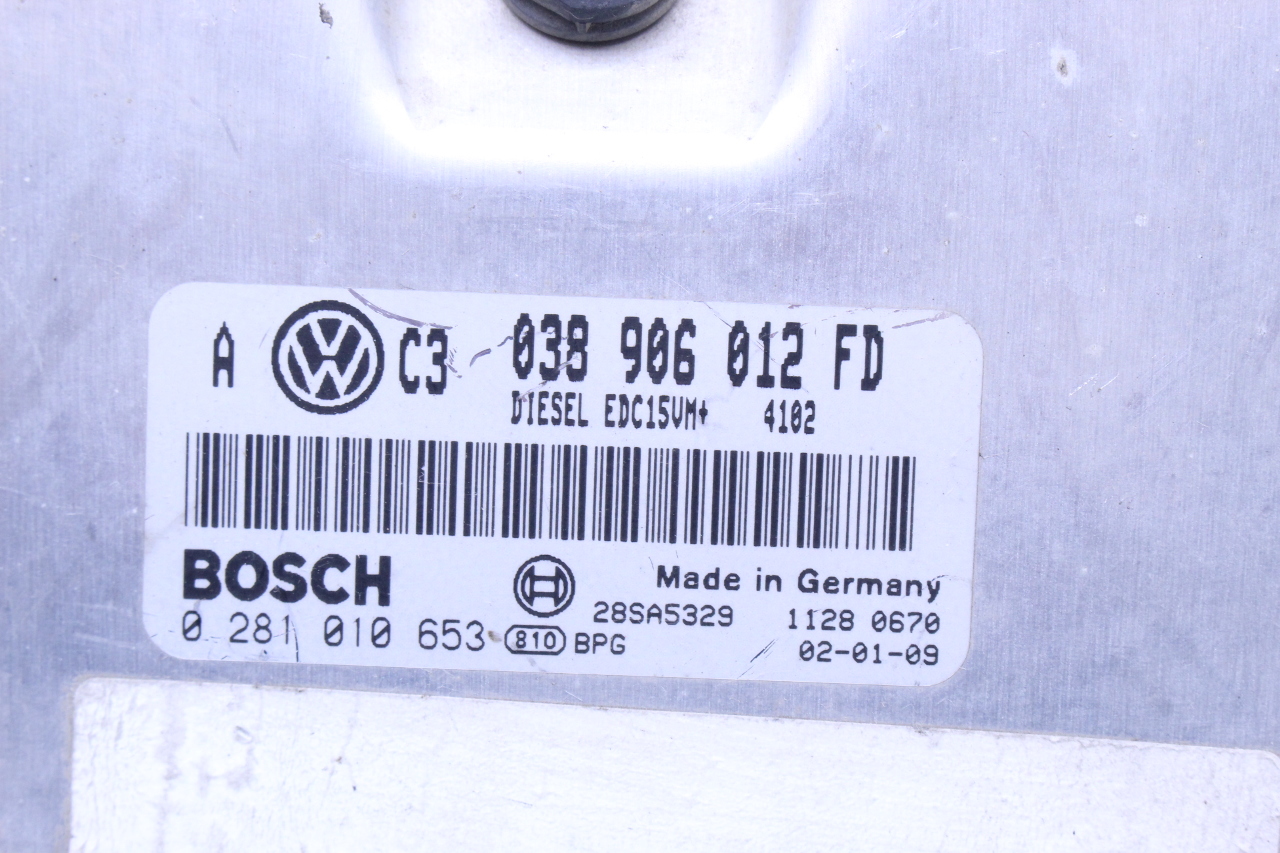 A VW C3 038 906 012 FD
DIESEL EDC15VM+ 4102
BOSCH Made in Germany
28SA5329 1128 0670
0 281 010 653 810 BPG 02-01-09